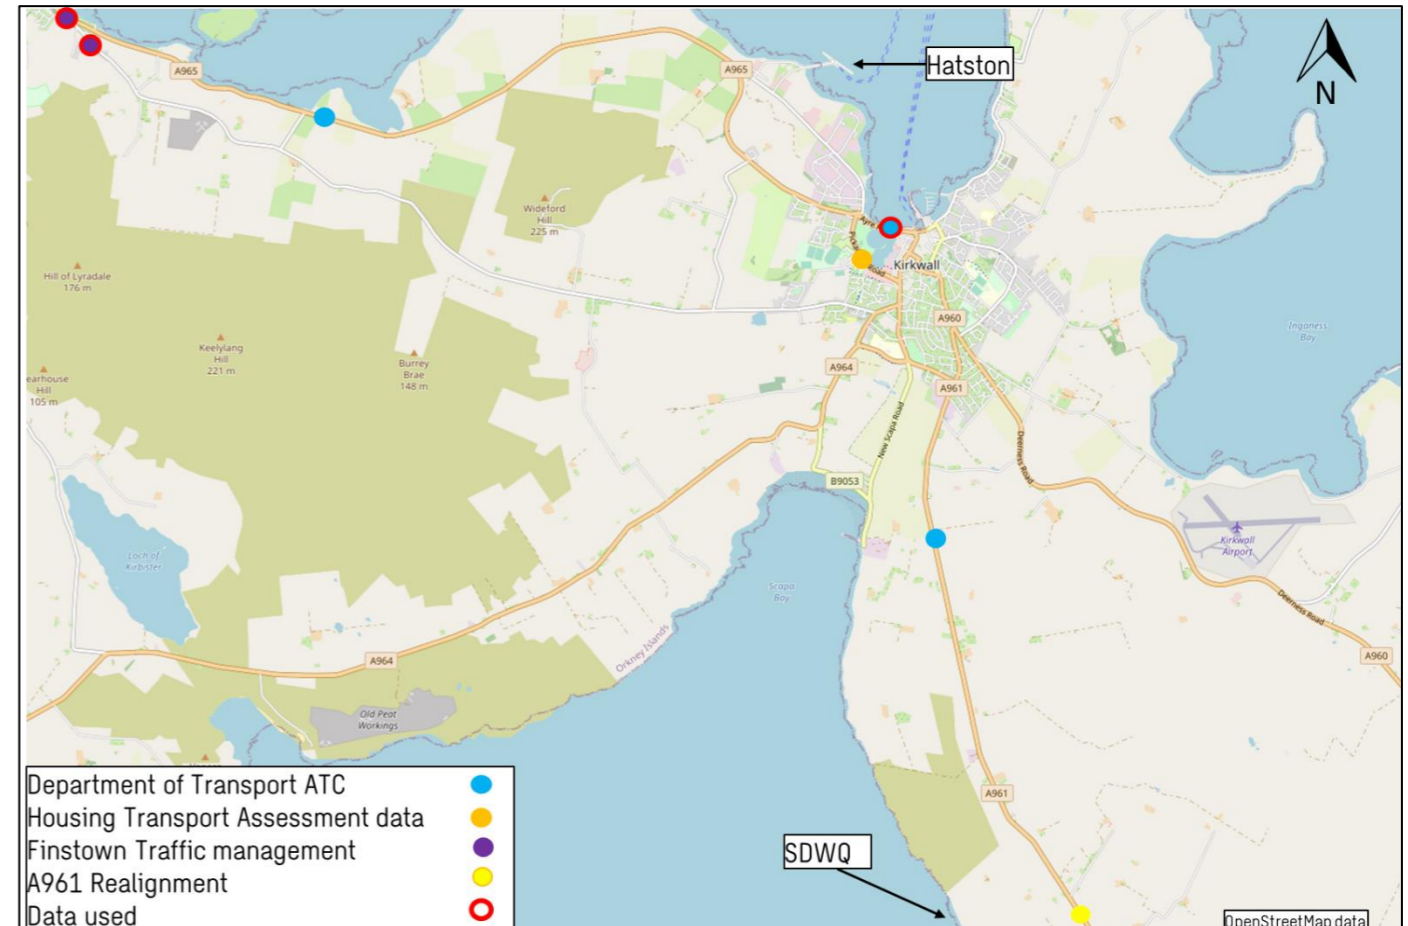 Hatston
N
A965
A965
Wideford
Hill
225 m
Ayre
Road
Kirkwall
Hill of Lyradale
176 m
A960
Inganess
Bay
Keelylang
Hill
221 m
Burrey
Brae
148 m
A964
earhouse
Hill
105 m
A961
New Scapa Road
Deerness Road
B9053
Kirkwall
Airport
Loch of
Kirbister
Scapa
Bay
Deerness Road
Orkney Islands
A964
A960
Old Peat
Workings
A961
Department of Transport ATC
Housing Transport Assessment data
Finstown Traffic management
A961 Realignment
Data used
SDWQ
OpenStreetMap data